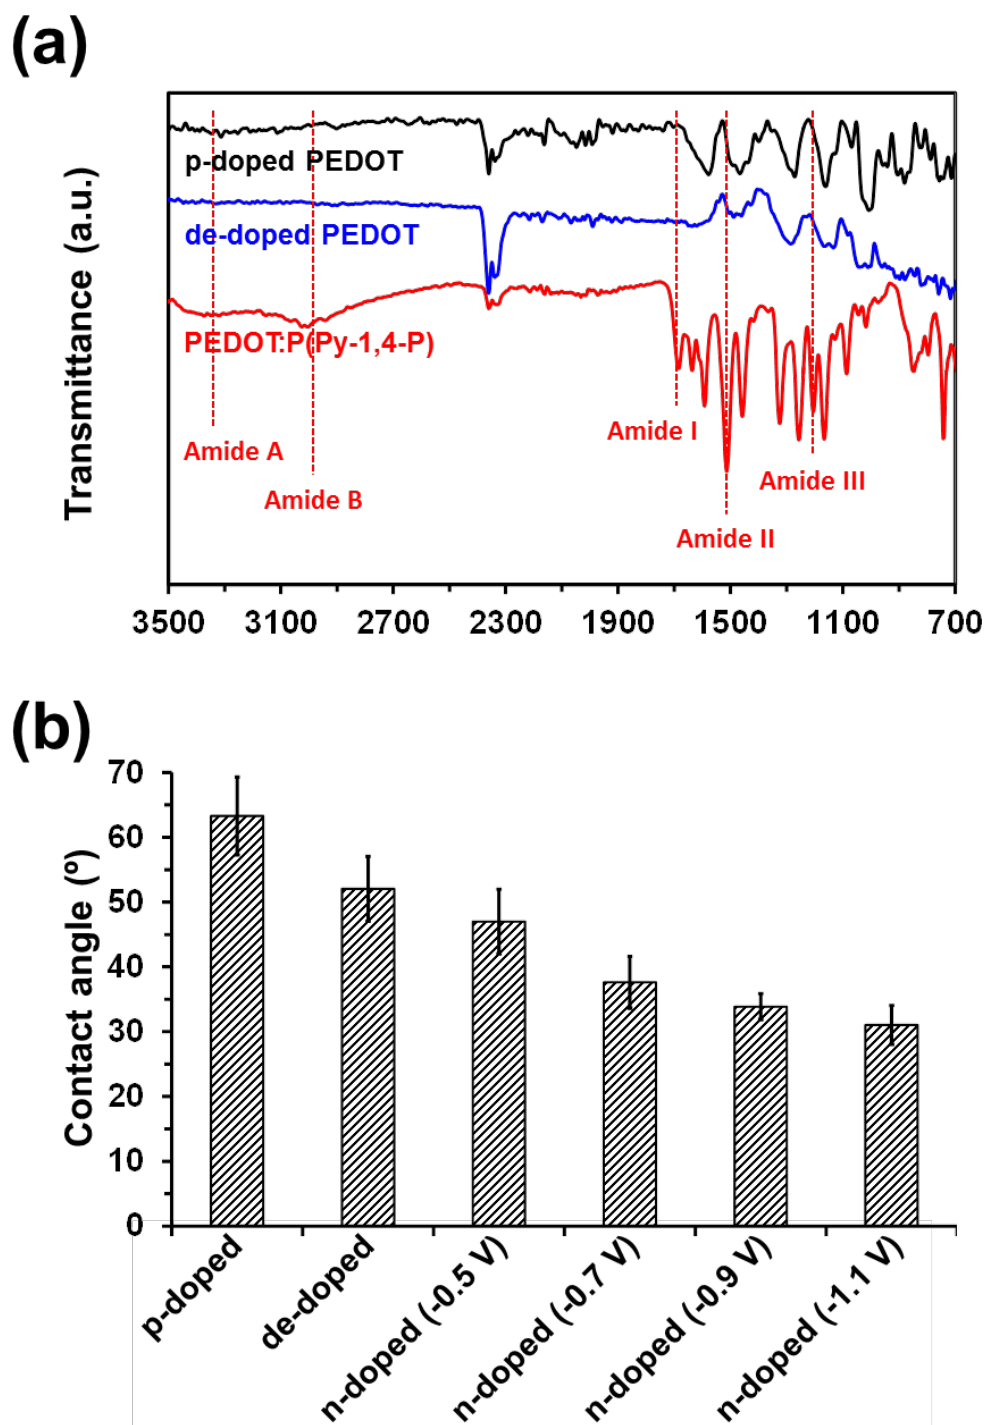 (a)
Transmittance (a.u.)
p-doped PEDOT
de-doped PEDOT
PEDOT:P(Py-1,4-P)
Amide A
Amide B
Amide I
Amide II
Amide III
3500 3100 2700 2300 1900 1500 1100 700
(b)
Contact angle (º)
70
60
50
40
30
20
10
0
p-doped
de-doped
n-doped (-0.5 V)
n-doped (-0.7 V)
n-doped (-0.9 V)
n-doped (-1.1 V)